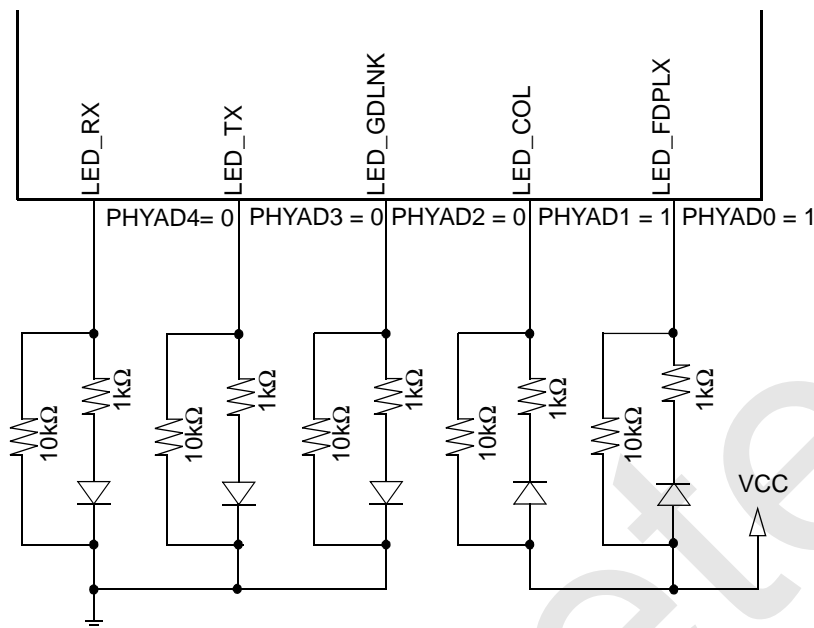 LED_RX
LED_TX
LED_GDLNK
LED_COL
LED_FDPLX
PHYAD4= 0
PHYAD3 = 0
PHYAD2 = 0
PHYAD1 = 1
PHYAD0 = 1
10kΩ
1kΩ
10kΩ
1kΩ
10kΩ
1kΩ
10kΩ
1kΩ
10kΩ
1kΩ
VCC
ete